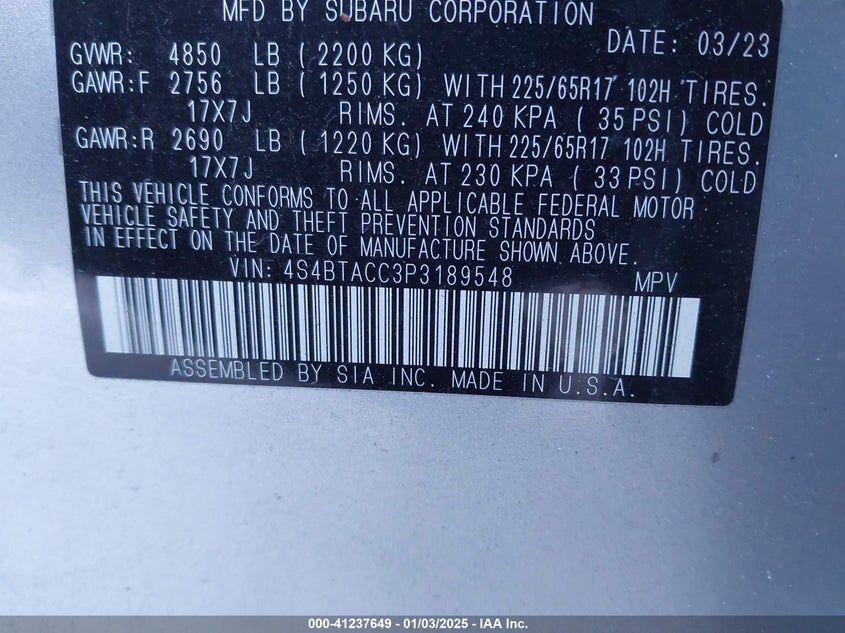 MFD BY SUBARU CORPORATION
DATE: 03/23
GVWR: 4850 LB (2200 KG)
GAWR:F 2756 LB (1250 KG) WITH 225/65R17 102H TIRES.
17X7J RIMS. AT 240 KPA (35 PSI) COLD
GAWR:R 2690 LB (1220 KG) WITH 225/65R17 102H TIRES.
17X7J RIMS. AT 230 KPA (33 PSI) COLD
THIS VEHICLE CONFORMS TO ALL APPLICABLE FEDERAL MOTOR
VEHICLE SAFETY AND THEFT PREVENTION STANDARDS
IN EFFECT ON THE DATE OF MANUFACTURE SHOWN ABOVE.
VIN: 4S4BTACC3P3189548 MPV
ASSEMBLED BY SIA INC. MADE IN U.S.A.
000-41237649 - 01/03/2025 - IAA Inc.